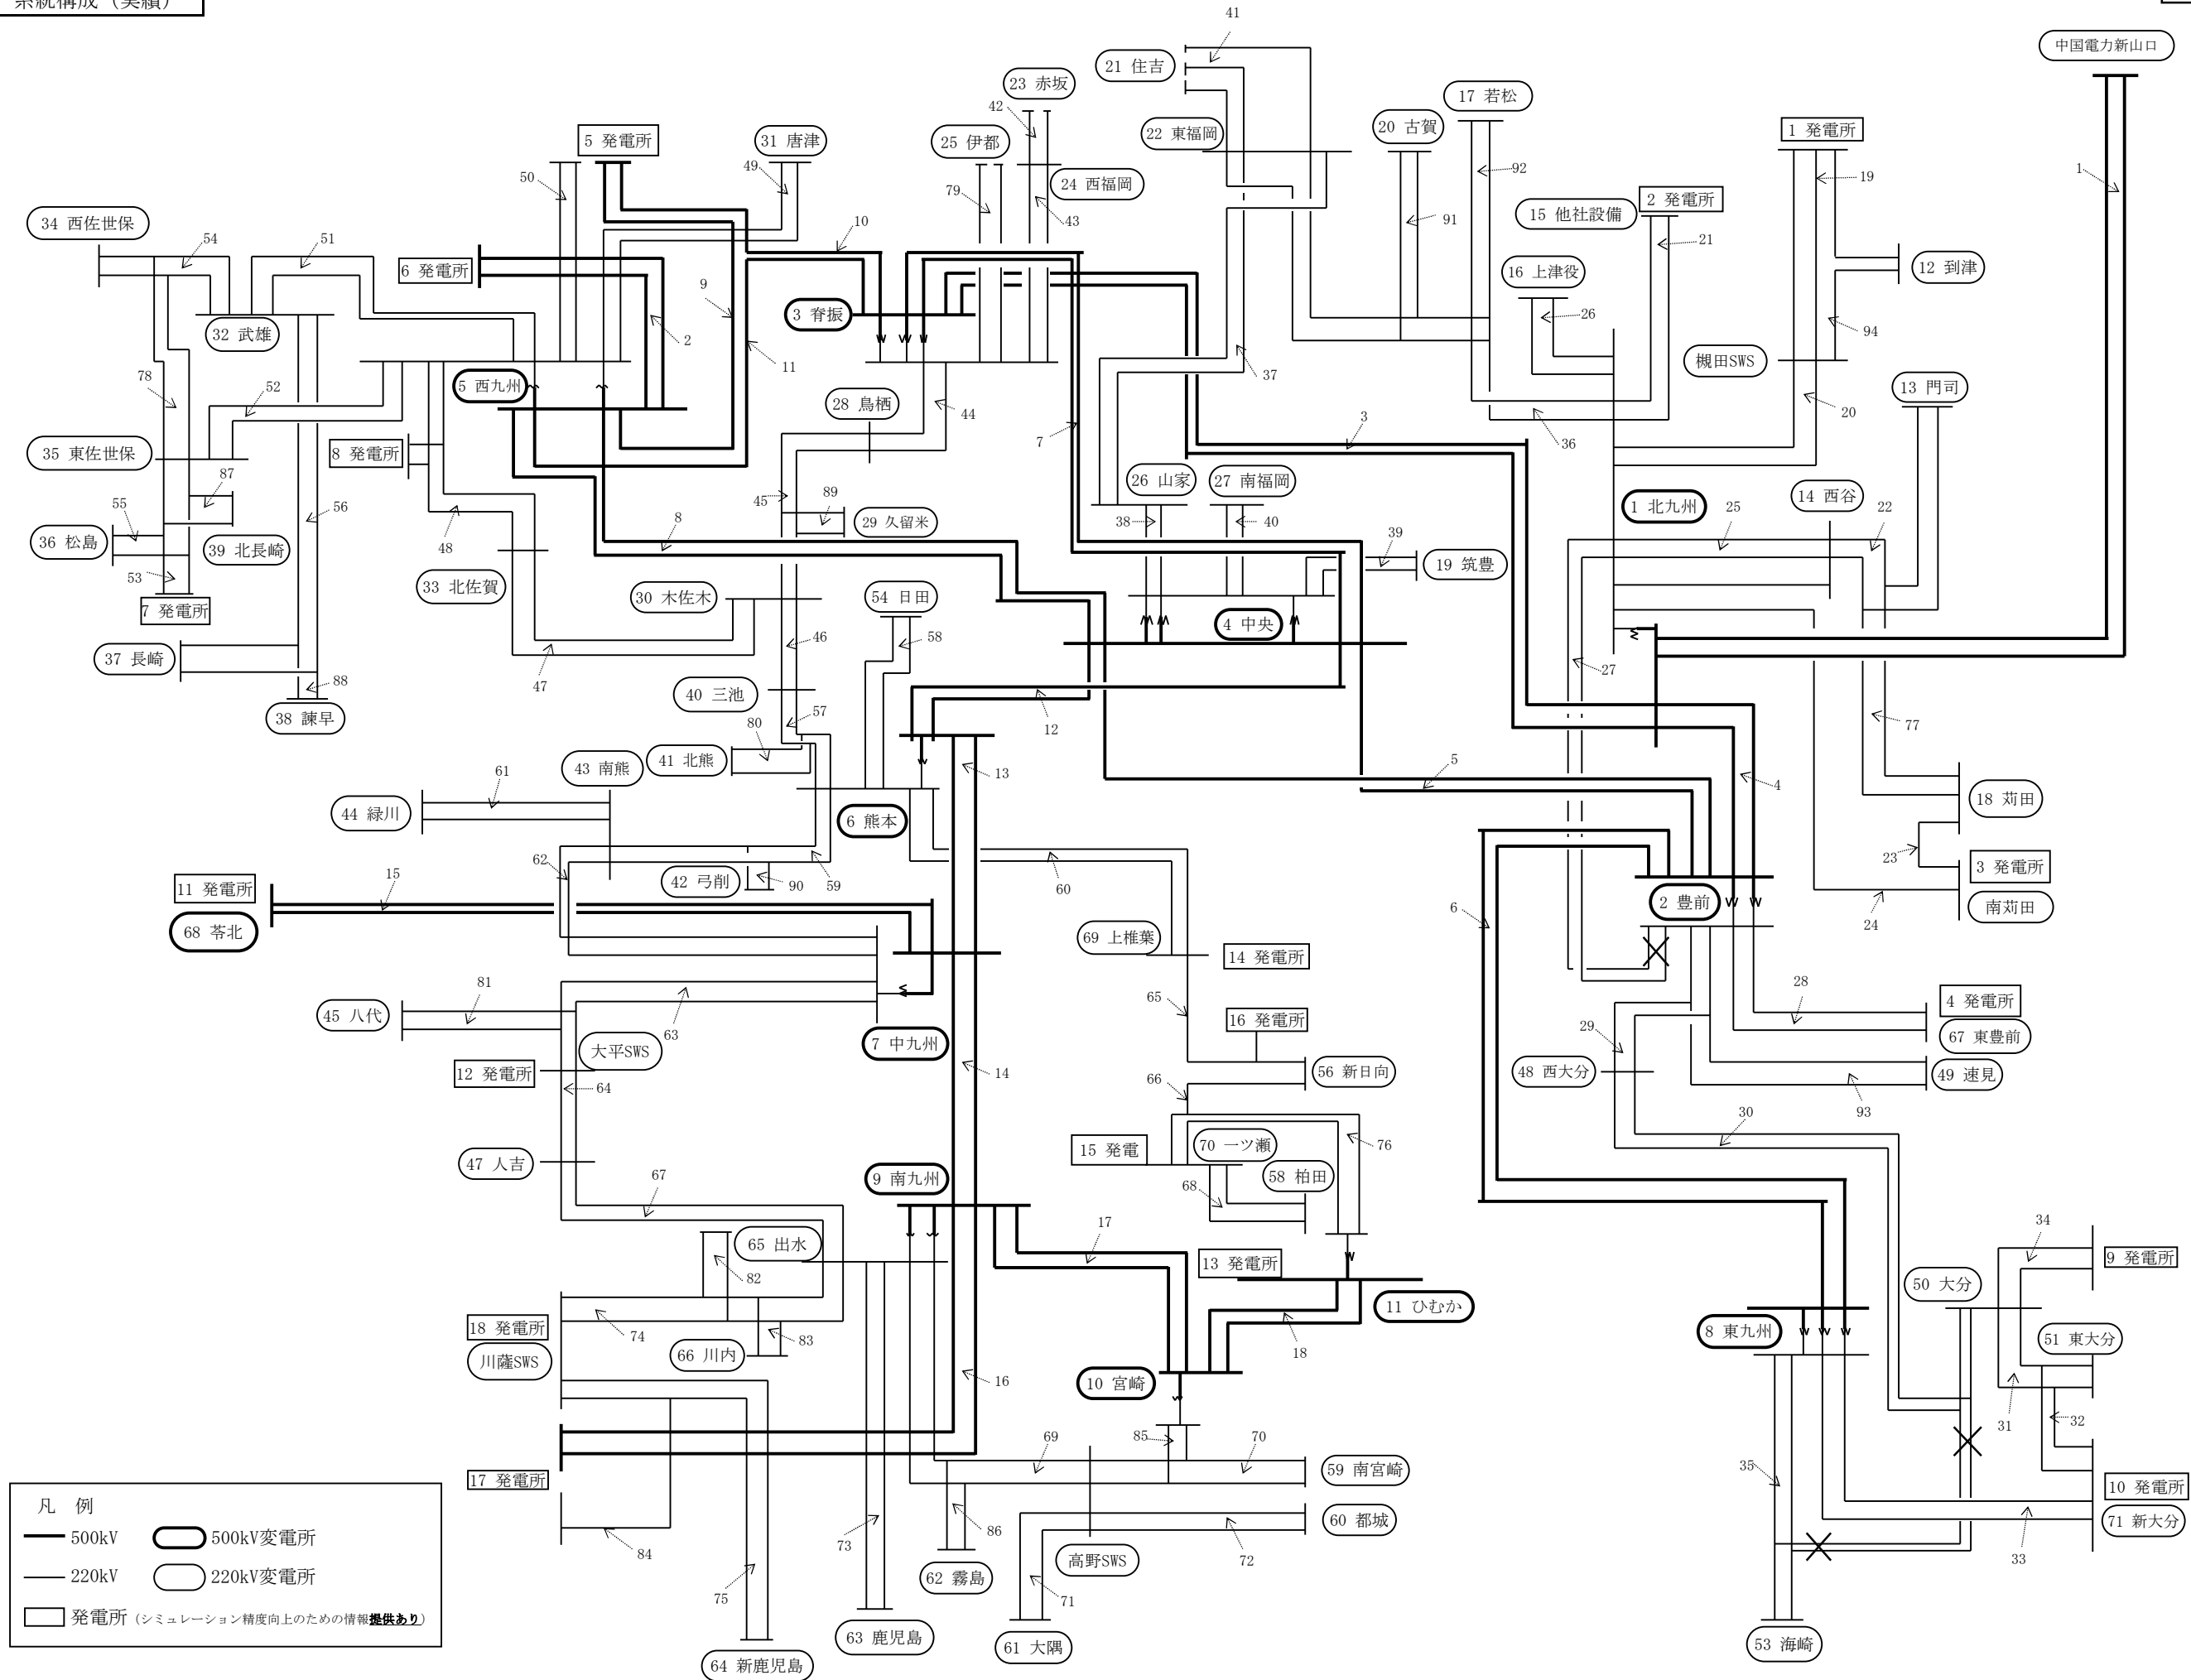 系統構成（実績）
中国電力新山口
41
21 住吉
23 赤坂
42
17 若松
20 古賀
22 東福岡
1 発電所
5 発電所
31 唐津
25 伊都
49
50
79
24 西福岡
43
92
19
1
2 発電所
15 他社設備
91
21
34 西佐世保
54
51
10
6 発電所
9
16 上津役
12 到津
26
3 脊振
32 武雄
2
94
11
37
槻田SWS
78
52
5 西九州
28 鳥栖
44
13 門司
3
20
7
36
35 東佐世保
8 発電所
87
26 山家
27 南福岡
14 西谷
1 北九州
45
89
55
56
8
29 久留米
38
40
25
22
36 松島
39 北長崎
48
39
19 筑豊
53
33 北佐賀
30 木佐木
54 日田
7 発電所
4 中央
46
58
37 長崎
47
27
88
40 三池
38 諫早
57
80
12
77
43 南熊
41 北熊
61
13
5
4
44 緑川
6 熊本
18 苅田
62
42 弓削
90
59
60
23
3 発電所
11 発電所
15
2 豊前
南苅田
68 苓北
6
24
69 上椎葉
14 発電所
81
28
4 発電所
65
45 八代
16 発電所
63
29
67 東豊前
大平SWS
7 中九州
12 発電所
14
56 新日向
48 西大分
49 速見
64
66
93
30
15 発電
70 一ツ瀬
76
47 人吉
9 南九州
58 柏田
67
68
17
34
65 出水
13 発電所
9 発電所
82
50 大分
11 ひむか
18 発電所
74
83
8 東九州
51 東大分
川薩SWS
66 川内
18
10 宮崎
16
31
32
85
69
70
35
17 発電所
59 南宮崎
10 発電所
86
60 都城
71 新大分
73
84
高野SWS
72
33
62 霧島
75
71
63 鹿児島
61 大隅
53 海崎
64 新鹿児島
凡　例
500kV
500kV変電所
220kV
220kV変電所
発電所（シミュレーション精度向上のための情報提供あり）